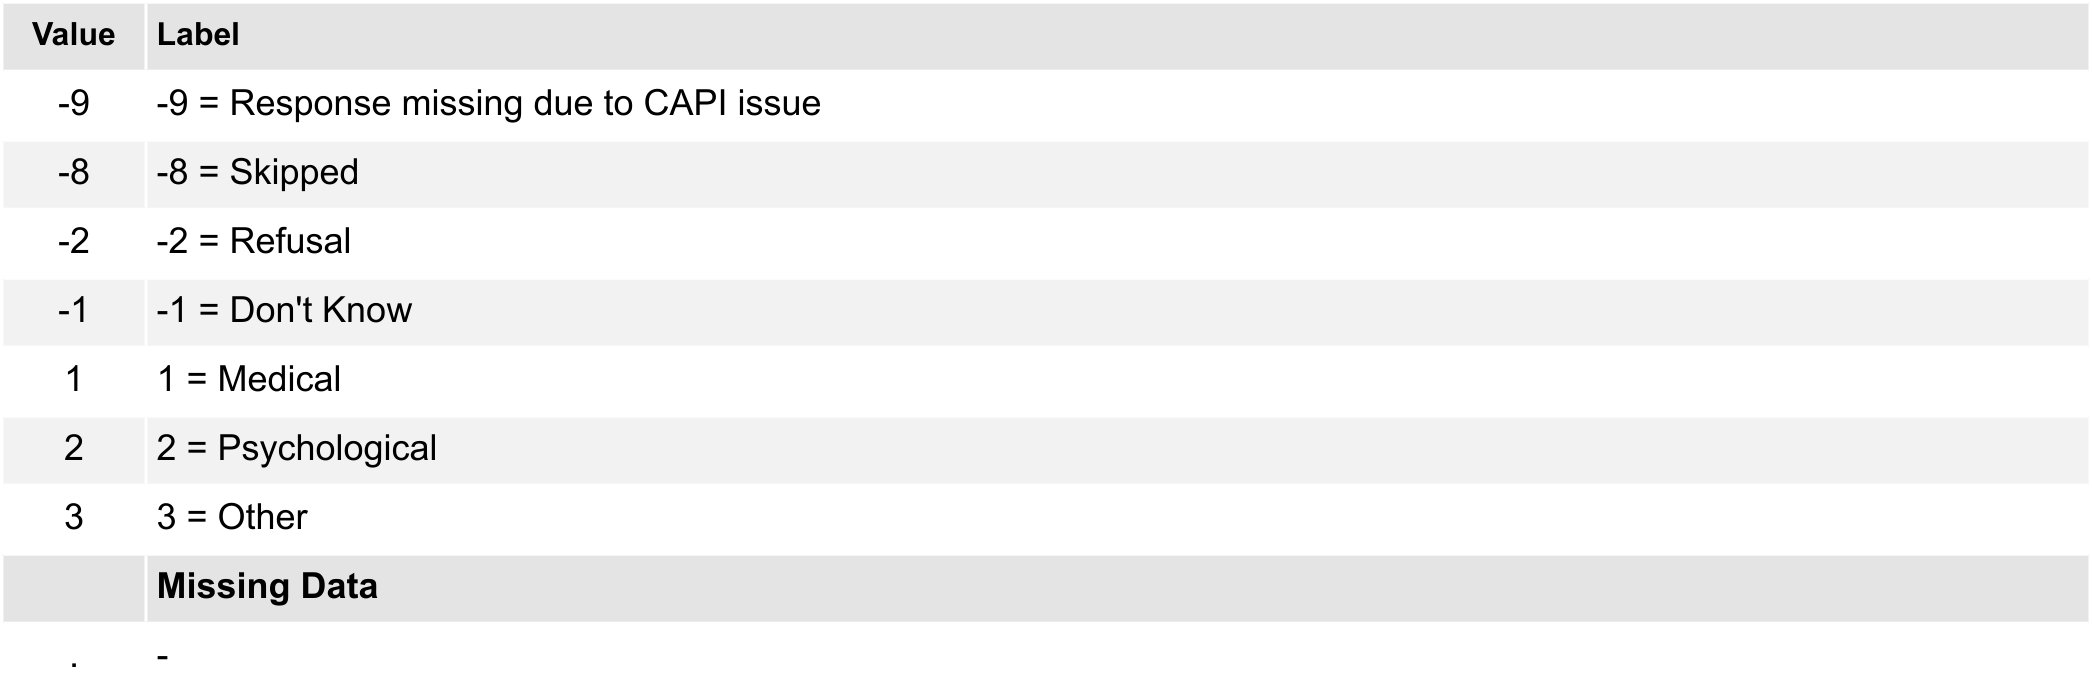 Value Label
-9 -9 = Response missing due to CAPI issue
-8 -8 = Skipped
-2 -2 = Refusal
-1 -1 = Don't Know
1 1 = Medical
2 2 = Psychological
3 3 = Other
Missing Data
. -